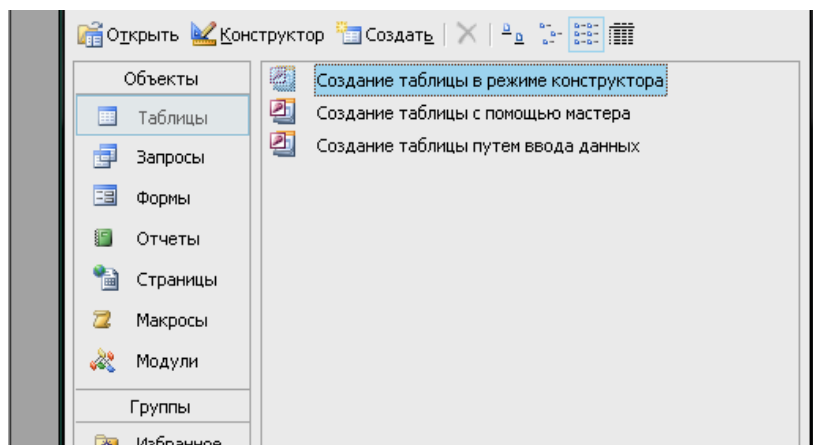 Открыть Конструктор Создать
Объекты
Создание таблицы в режиме конструктора
Таблицы
Создание таблицы с помощью мастера
Запросы
Создание таблицы путем ввода данных
Формы
Отчеты
Страницы
Макросы
Модули
Группы
Избранное